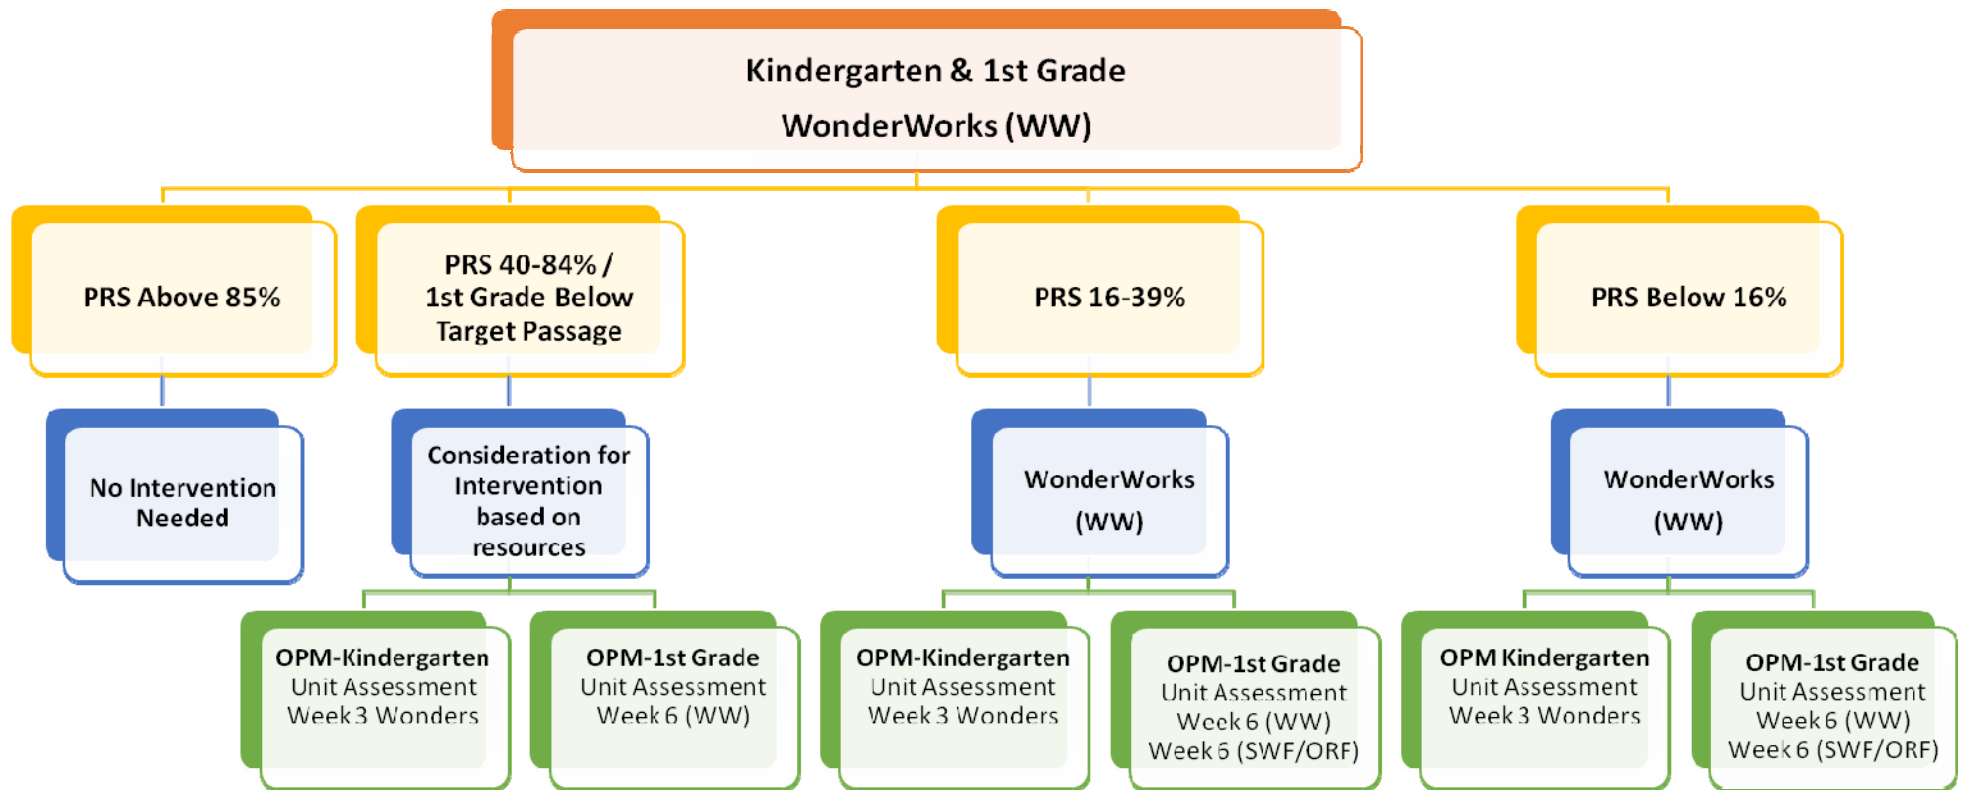 Kindergarten & 1st Grade
WonderWorks (WW)
PRS Above 85%
PRS 40-84% /
1st Grade Below
Target Passage
PRS 16-39%
PRS Below 16%
No Intervention
Needed
Consideration for
Intervention
based on
resources
WonderWorks
(WW)
WonderWorks
(WW)
OPM-Kindergarten
Unit Assessment
Week 3 Wonders
OPM-1st Grade
Unit Assessment
Week 6 (WW)
OPM-Kindergarten
Unit Assessment
Week 3 Wonders
OPM-1st Grade
Unit Assessment
Week 6 (WW)
Week 6 (SWF/ORF)
OPM Kindergarten
Unit Assessment
Week 3 Wonders
OPM-1st Grade
Unit Assessment
Week 6 (WW)
Week 6 (SWF/ORF)